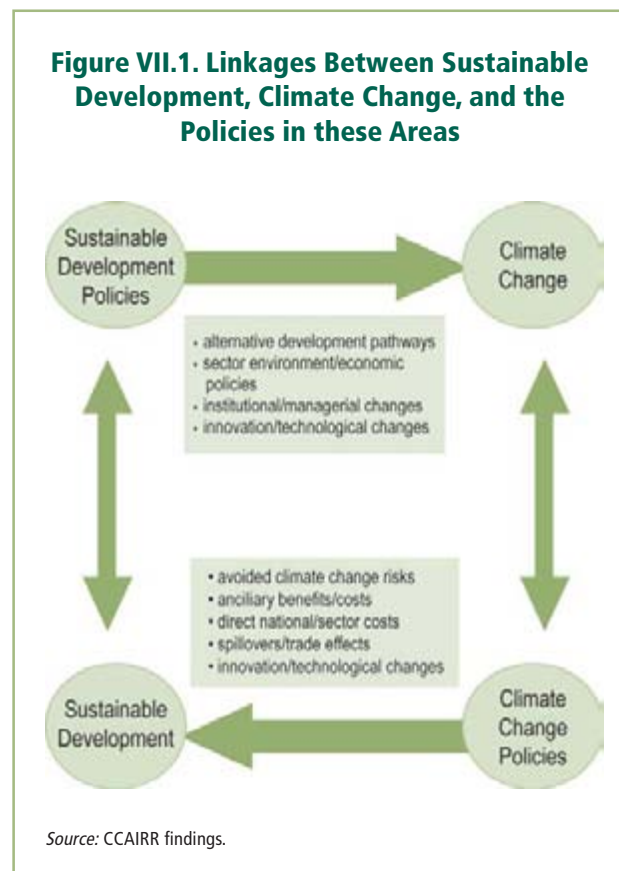 Figure VII.1. Linkages Between Sustainable
Development, Climate Change, and the
Policies in these Areas
Sustainable
Development
Policies
Climate
Change
• alternative development pathways
• sector environment/economic
policies
• institutional/managerial changes
• innovation/technological changes
• avoided climate change risks
• ancillary benefits/costs
• direct national/sector costs
• spillovers/trade effects
• innovation/technological changes
Sustainable
Development
Climate
Change
Policies
Source: CCAIRR findings.